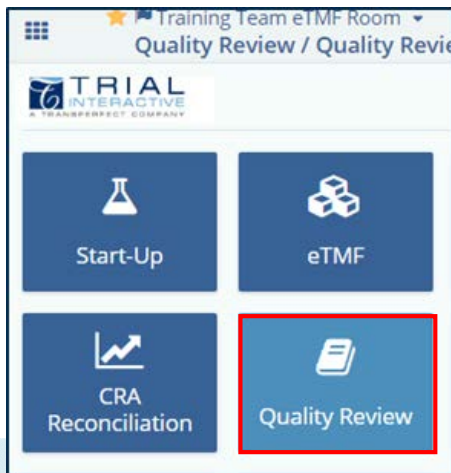 Training Team eTMF Room
Quality Review / Quality Revie
TRIAL
INTERACTIVE
A TRANSPERFECT COMPANY
Start-Up
eTMF
CRA
Reconciliation
Quality Review